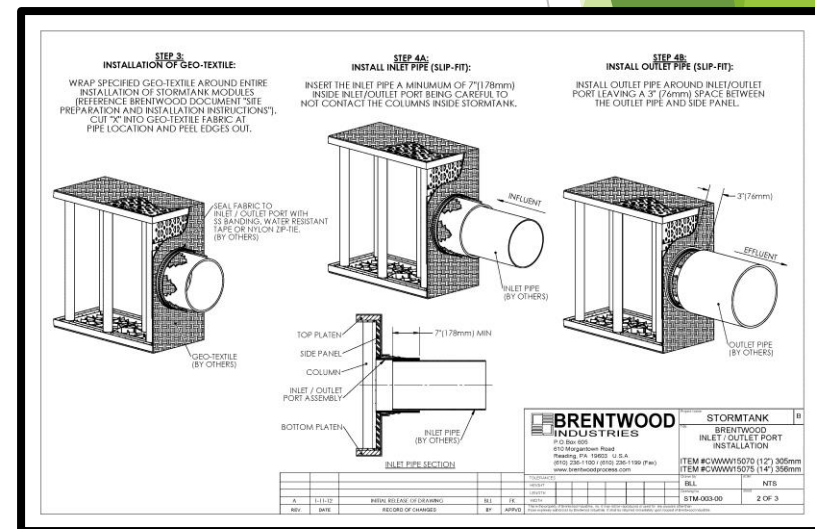 STEP 3:
INSTALLATION OF GEO-TEXTILE:
WRAP SPECIFIED GEO-TEXTILE AROUND ENTIRE
INSTALLATION OF STORMTANK MODULES
(REFERENCE BRENTWOOD DOCUMENT "SITE
PREPARATION AND INSTALLATION INSTRUCTIONS").
CUT "X" INTO GEO-TEXTILE FABRIC AT
PIPE LOCATION AND PEEL EDGES OUT.
SEAL FABRIC TO
INLET / OUTLET PORT WITH
SS BANDING, WATER RESISTANT
TAPE OR NYLON ZIP-TIE.
(BY OTHERS)
GEO-TEXTILE
(BY OTHERS)
STEP 4A:
INSTALL INLET PIPE (SLIP-FIT):
INSERT THE INLET PIPE A MINUMUM OF 7"(178mm)
INSIDE INLET/OUTLET PORT BEING CAREFUL TO
NOT CONTACT THE COLUMNS INSIDE STORMTANK.
INFLUENT
INLET PIPE
(BY OTHERS)
STEP 4B:
INSTALL OUTLET PIPE (SLIP-FIT):
INSTALL OUTLET PIPE AROUND INLET/OUTLET
PORT LEAVING A 3" (76mm) SPACE BETWEEN
THE OUTLET PIPE AND SIDE PANEL.
3"(76mm)
EFFLUENT
OUTLET PIPE
(BY OTHERS)
TOP PLATEN
SIDE PANEL
COLUMN
INLET / OUTLET
PORT ASSEMBLY
BOTTOM PLATEN
7"(178mm) MIN
INLET PIPE
(BY OTHERS)
INLET PIPE SECTION
A 1-11-12 INITIAL RELEASE OF DRAWING BLL
REV DATE RECORD OF CHANGES BY APPVD
BRENTWOOD
INDUSTRIES
P.O. Box 605
610 Morgantown Road
Reading, PA 19603 U.S.A
(610) 236-1100 / (610) 236-1199 (Fax)
www.brentwoodprocess.com
TOLERANCES
HEIGHT
LENGTH
WIDTH
STORMTANK B
BRENTWOOD
INLET / OUTLET PORT
INSTALLATION
ITEM #CWWW15070 (12") 305mm
ITEM #CWWW15075 (14") 356mm
BLL NTS
STM-003-00 2 OF 3